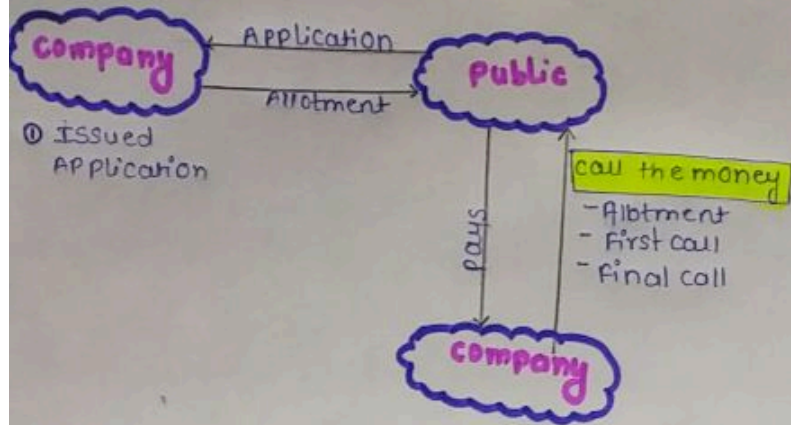 Company
Application
Public
Allotment
① Issued
Application
call the money
- Allotment
- First call
- Final call
pays
company